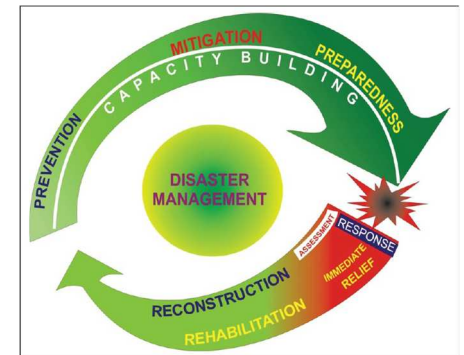 PREVENTION
MITIGATION
PREPAREDNESS
CAPACITY BUILDING
DISASTER
MANAGEMENT
RESPONSE
ASSESSMENT
IMMEDIATE
RELIEF
RECONSTRUCTION
REHABILITATION